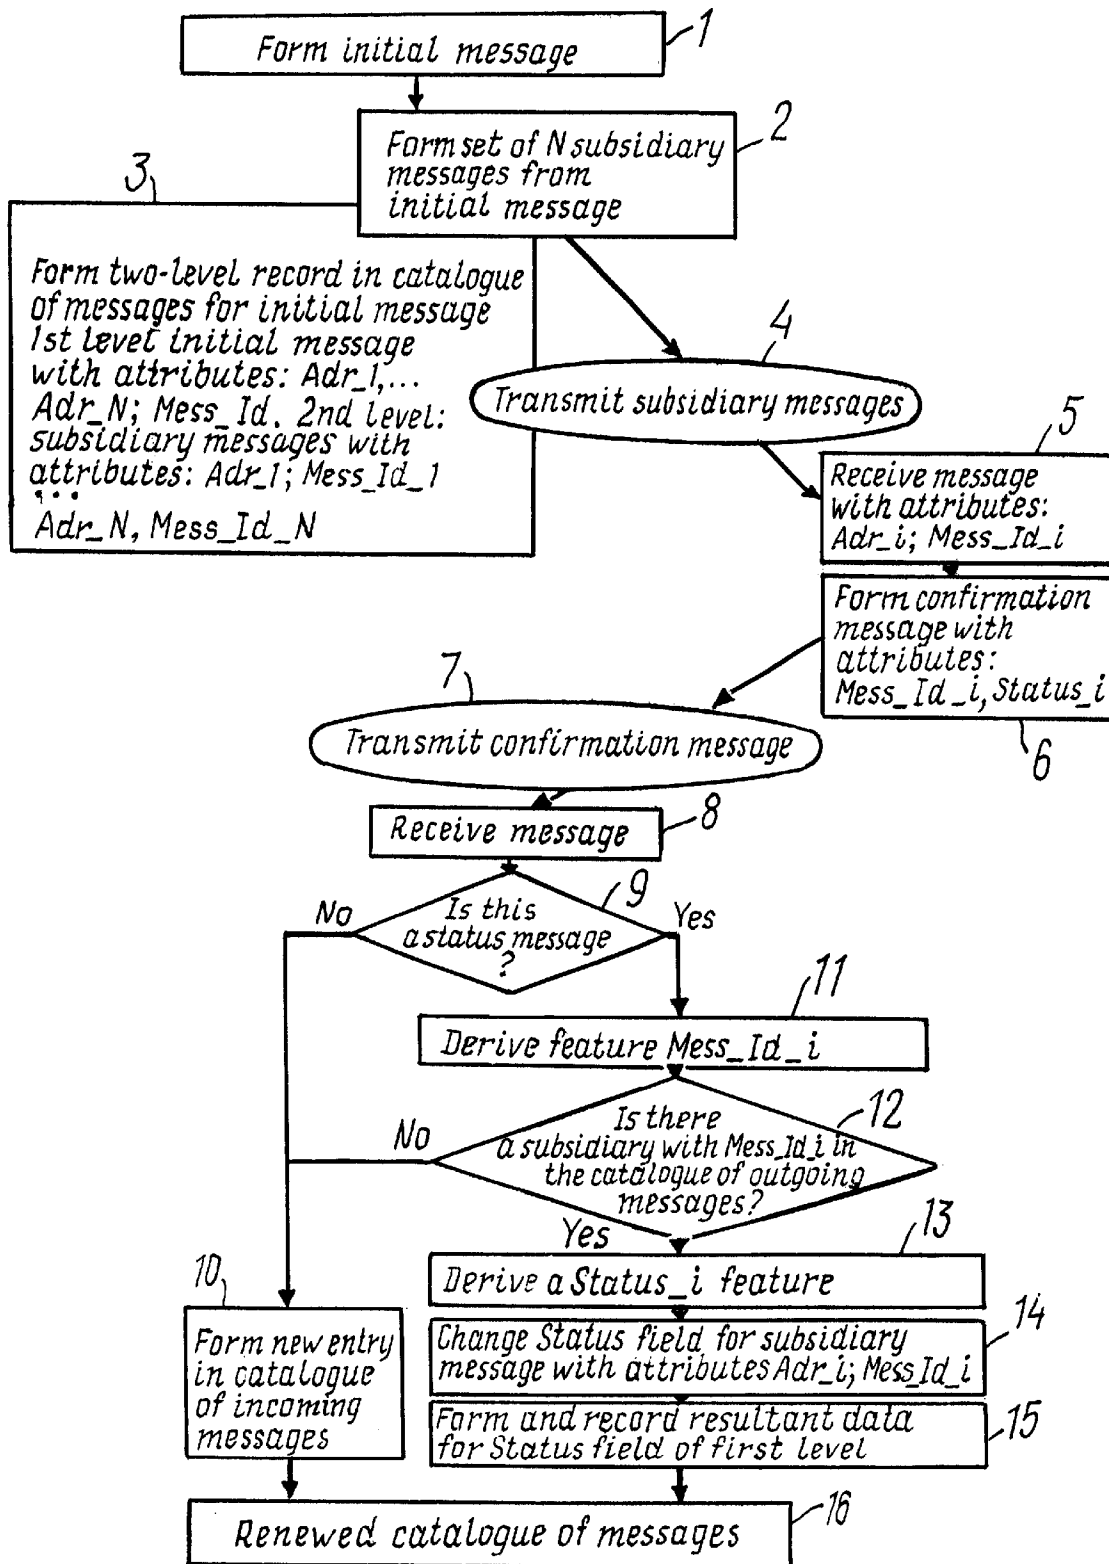 Form initial message
1
Form set of N subsidiary
messages from
initial message
2
3
Form two-level record in catalogue
of messages for initial message
1st level initial message
with attributes: Adr_1,...
Adr_N; Mess_Id. 2nd level:
subsidiary messages with
attributes: Adr_1; Mess_Id_1
...
Adr_N, Mess_Id_N
4
Transmit subsidiary messages
5
Receive message
with attributes:
Adr_i; Mess_Id_i
Form confirmation
message with
attributes:
Mess_Id_i, Status_i
6
7
Transmit confirmation message
Receive message
8
9
No
Is this
a status message
?
Yes
11
Derive feature Mess_Id_i
12
No
Is there
a subsidiary with Mess_Id_i in
the catalogue of outgoing
messages?
Yes
13
Derive a Status_i feature
10
Form new entry
in catalogue
of incoming
messages
14
Change Status field for subsidiary
message with attributes Adr_i; Mess_Id_i
Form and record resultant data
for Status field of first level
15
Renewed catalogue of messages
16